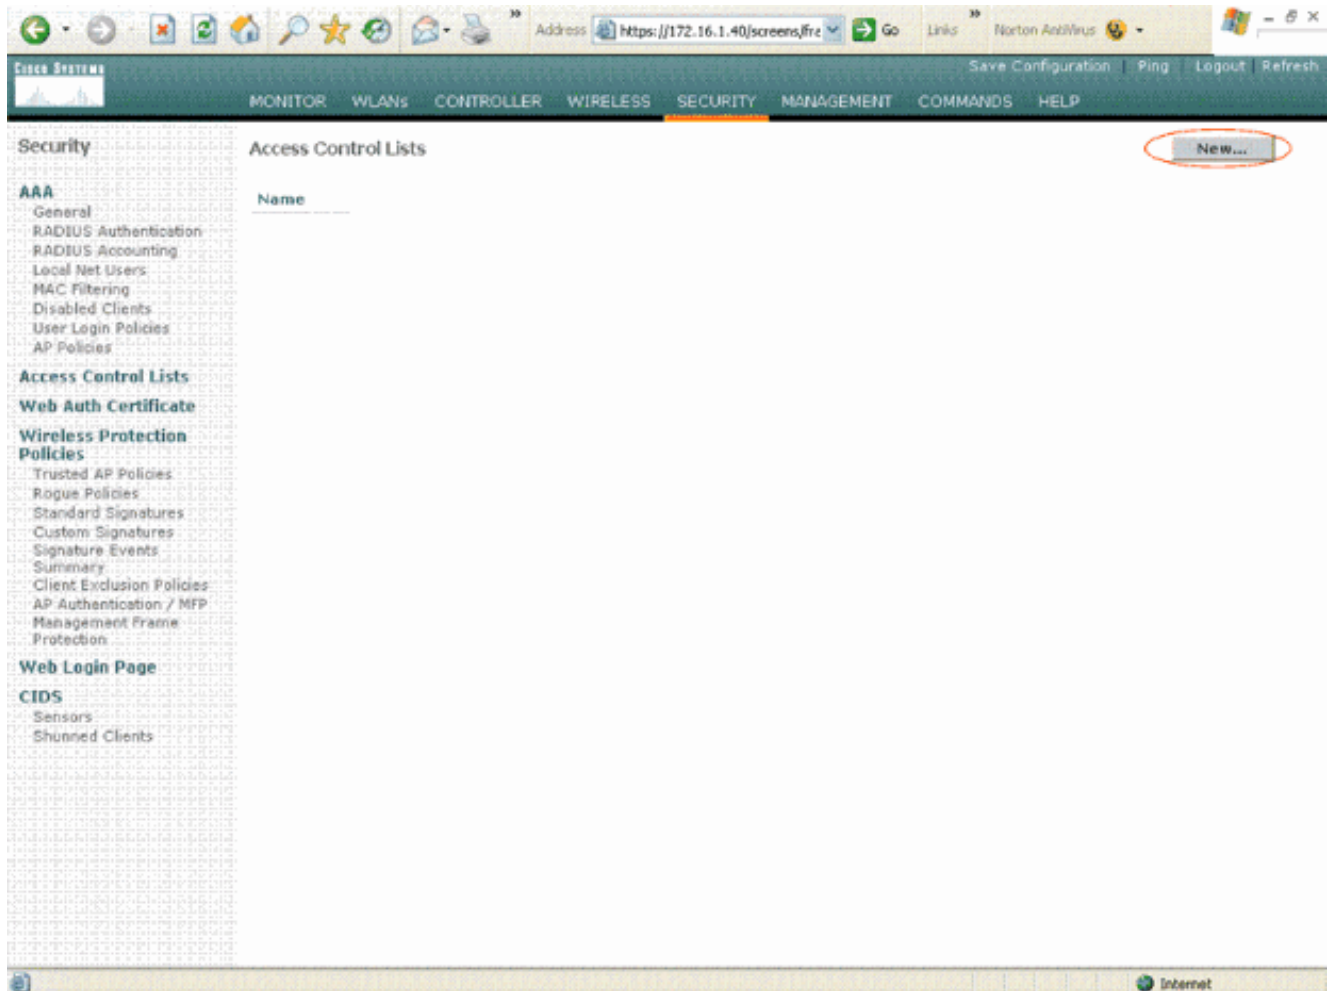 » Address https://172.16.1.40/screens/fra Go Links » Norton AntiVirus
CISCO SYSTEMS
Save Configuration | Ping | Logout | Refresh
MONITOR WLANs CONTROLLER WIRELESS SECURITY MANAGEMENT COMMANDS HELP
Security
AAA
General
RADIUS Authentication
RADIUS Accounting
Local Net Users
MAC Filtering
Disabled Clients
User Login Policies
AP Policies
Access Control Lists
Web Auth Certificate
Wireless Protection
Policies
Trusted AP Policies
Rogue Policies
Standard Signatures
Custom Signatures
Signature Events
Summary
Client Exclusion Policies
AP Authentication / MFP
Management Frame
Protection
Web Login Page
CIDS
Sensors
Shunned Clients
Access Control Lists
New...
Name
Internet